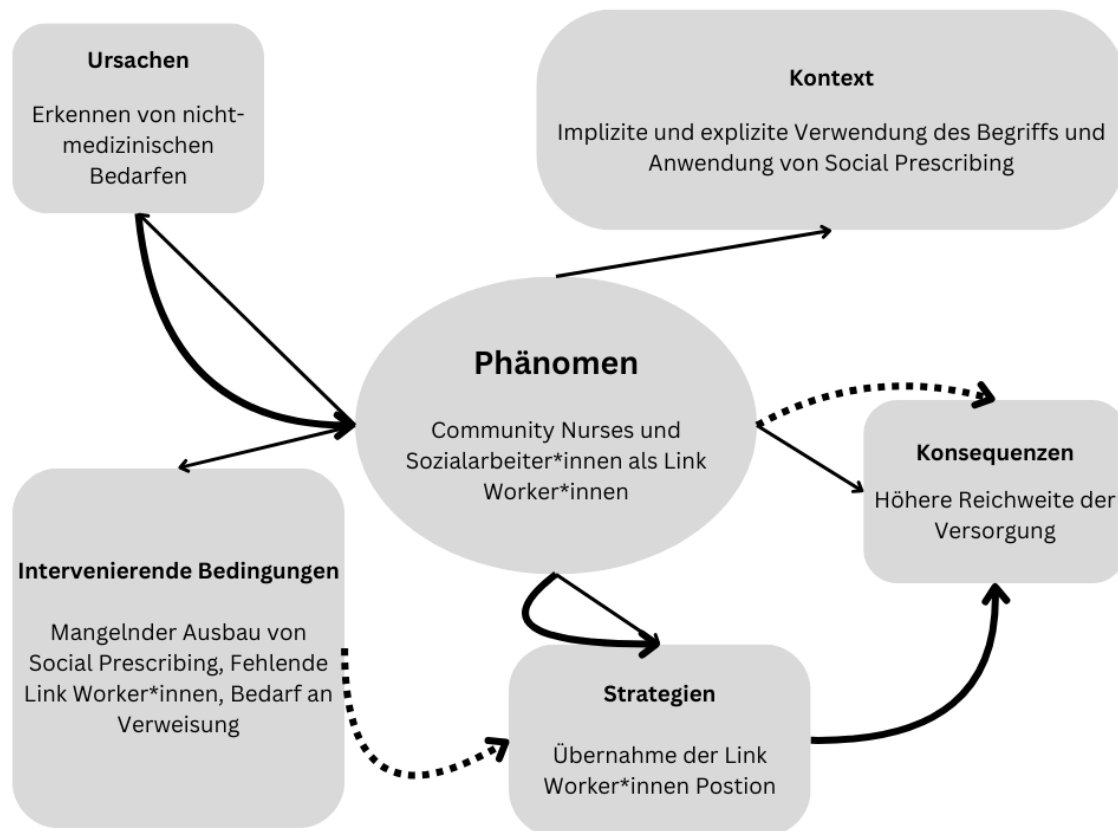 Ursachen
Erkennen von nicht-
medizinischen
Bedarfen
Kontext
Implizite und explizite Verwendung des Begriffs und
Anwendung von Social Prescribing
Phänomen
Community Nurses und
Sozialarbeiter*innen als Link
Worker*innen
Konsequenzen
Höhere Reichweite der
Versorgung
Intervenierende Bedingungen
Mangelnder Ausbau von
Social Prescribing, Fehlende
Link Worker*innen, Bedarf an
Verweisung
Strategien
Übernahme der Link
Worker*innen Postion